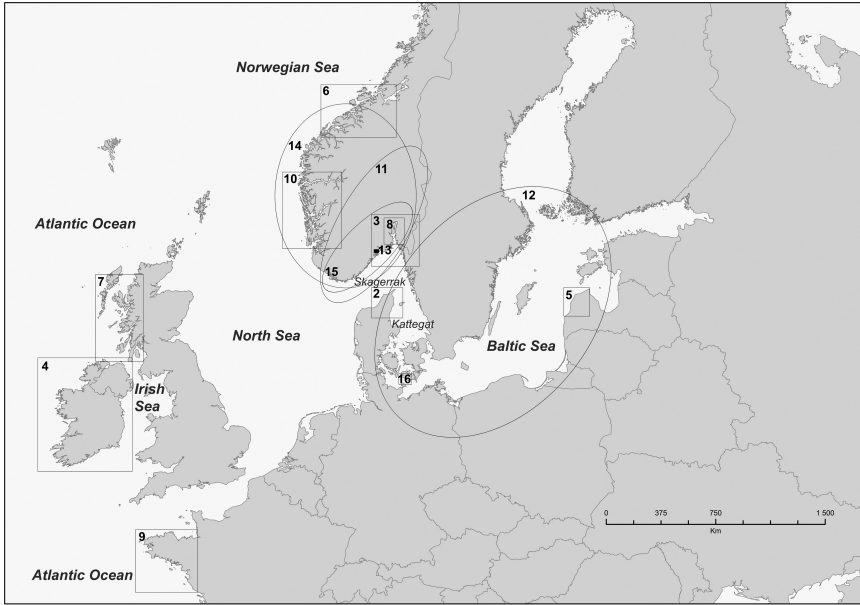 Norwegian Sea
6
14
11
10
12
Atlantic Ocean
3
8
13
15
7
Skagerrak
2
5
Kattegat
North Sea
Baltic Sea
4
16
Irish
Sea
0 375 750 1 500
Km
9
Atlantic Ocean